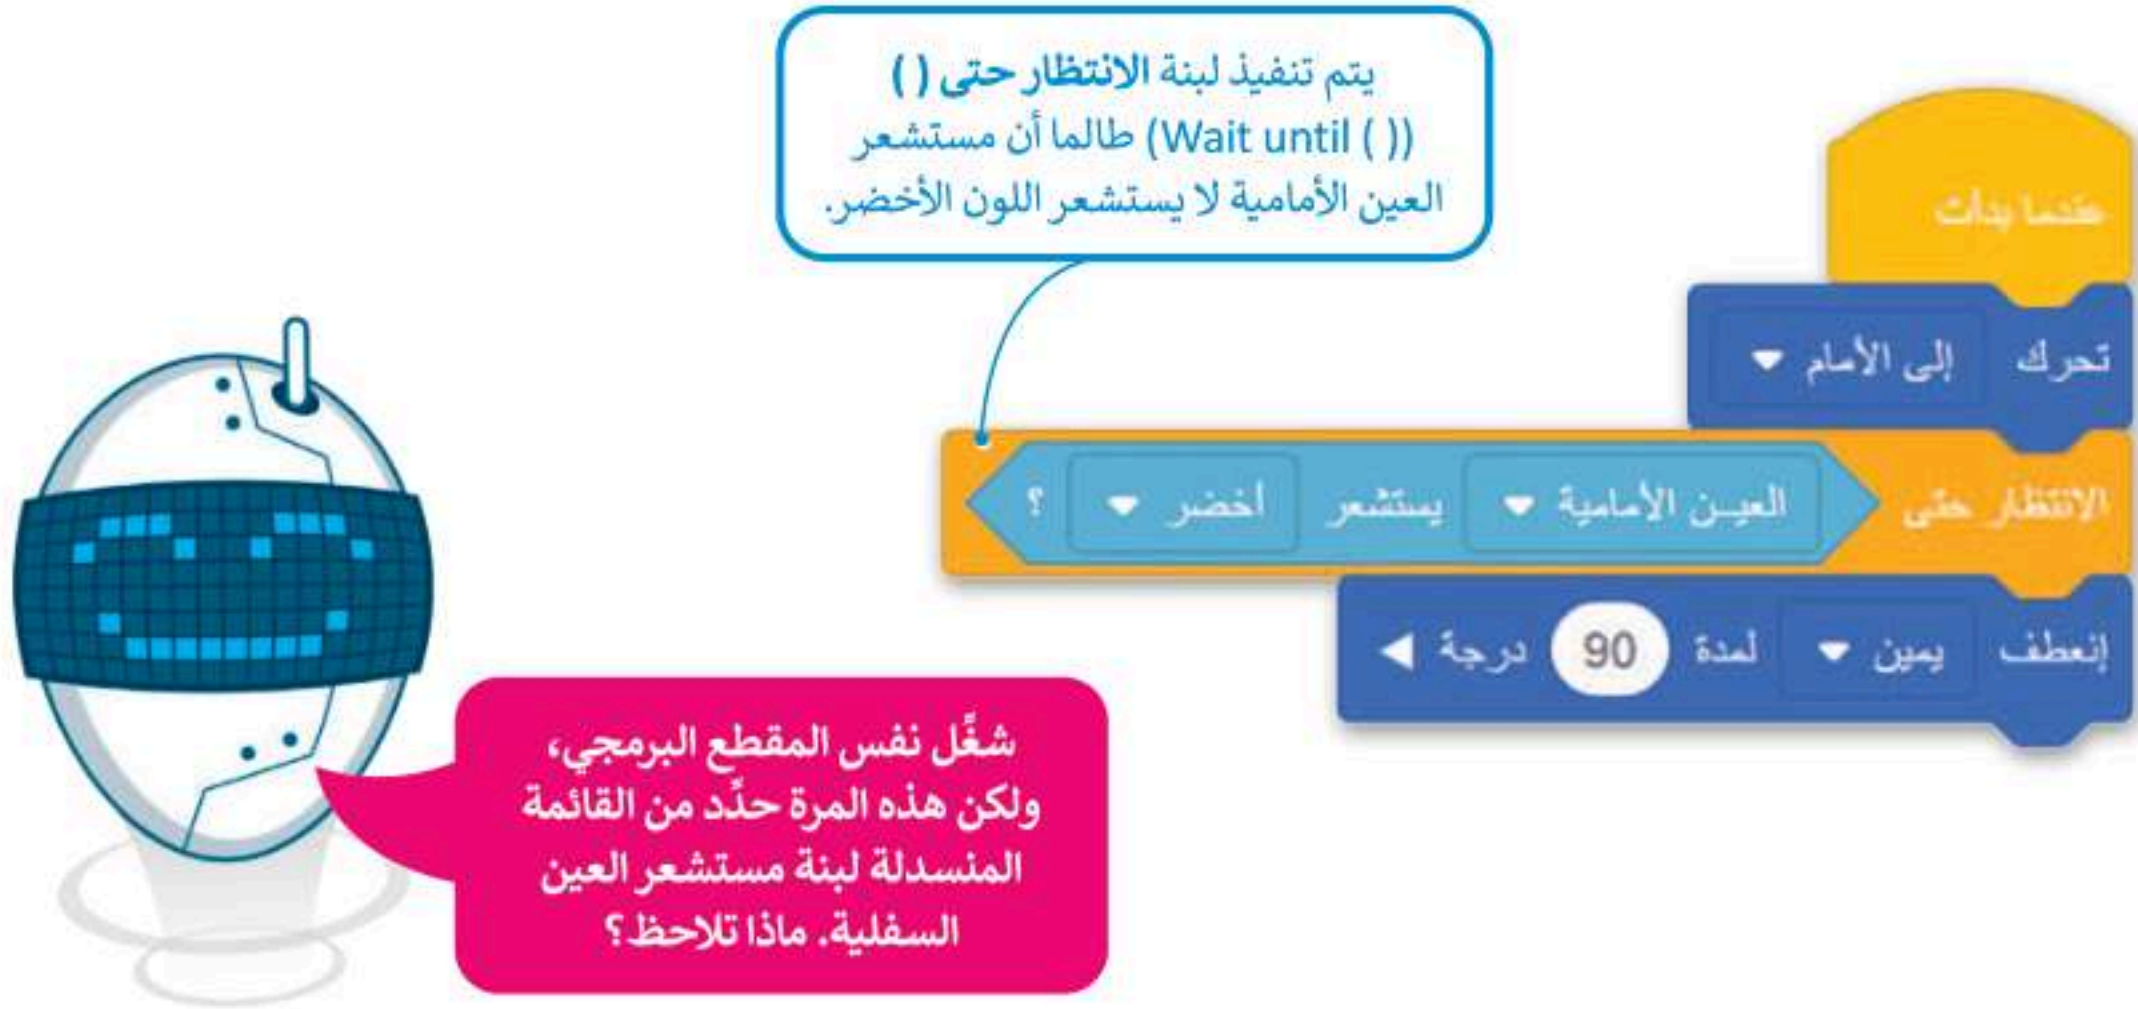 يتم تنفيذ لبنة الانتظار حتى ( )
(Wait until ( )) طالما أن مستشعر
العين الأمامية لا يستشعر اللون الأخضر.
عندما بدأت
تحرك إلى الأمام
الانتظار حتى العين الأمامية يستشعر أخضر ؟
إنعطف يمين لمدة 90 درجة
شغِّل نفس المقطع البرمجي،
ولكن هذه المرة حدِّد من القائمة
المنسدلة لبنة مستشعر العين
السفلية. ماذا تلاحظ؟